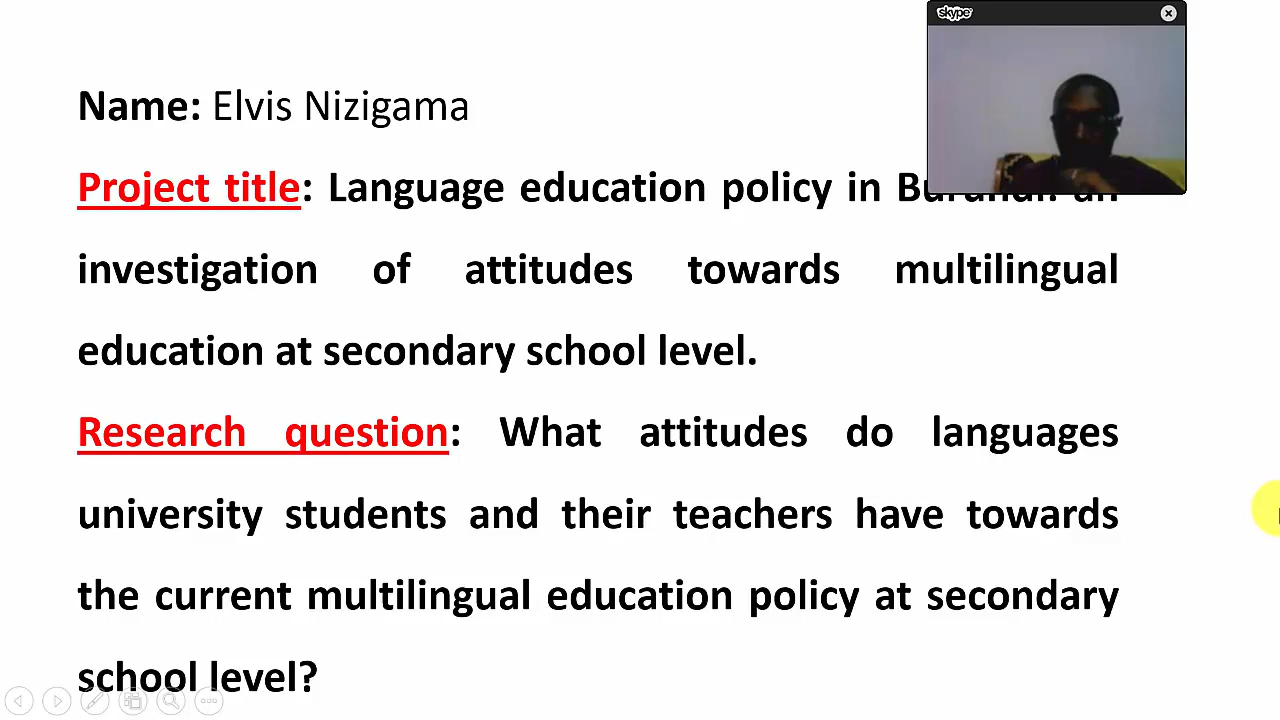 skype
Name: Elvis Nizigama
Project title: Language education policy in Burundi: an
investigation of attitudes towards multilingual
education at secondary school level.
Research question: What attitudes do languages
university students and their teachers have towards
the current multilingual education policy at secondary
school level?